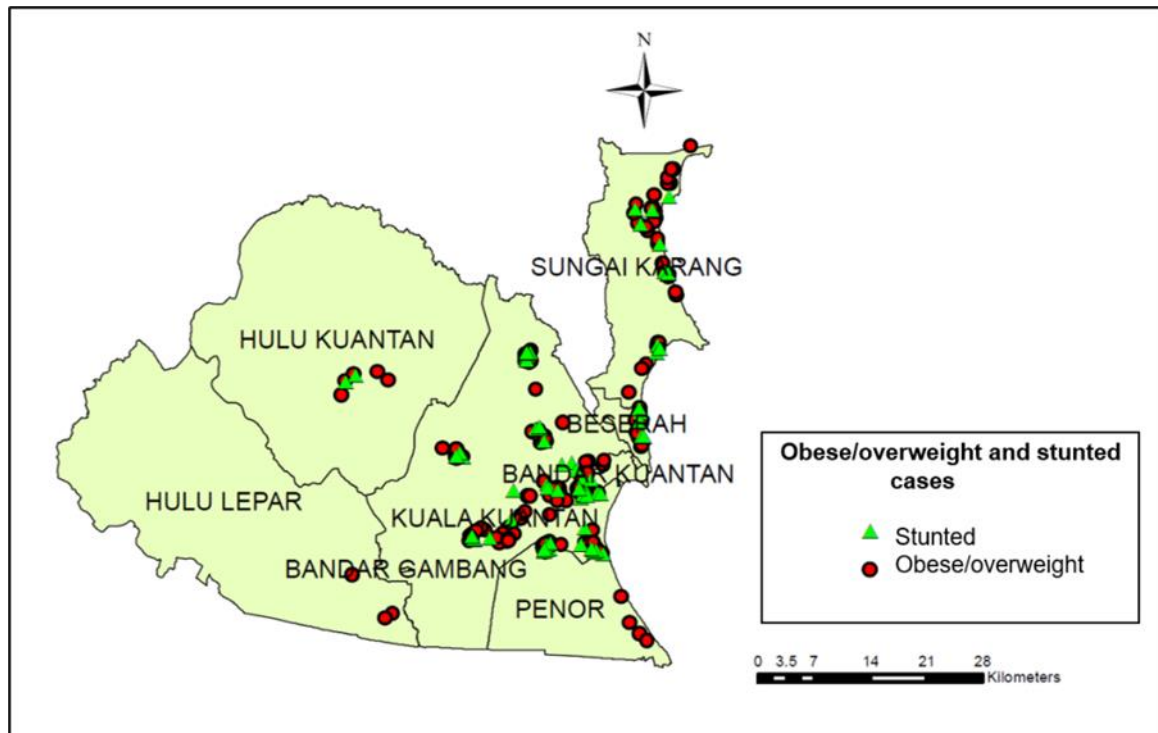 N
SUNGAI KARANG
HULU KUANTAN
BESERAH
BANDAR KUANTAN
HULU LEPAR
KUALA KUANTAN
BANDAR GAMBANG
PENOR
Obese/overweight and stunted
cases
Stunted
Obese/overweight
0 3.5 7 14 21 28
Kilometers